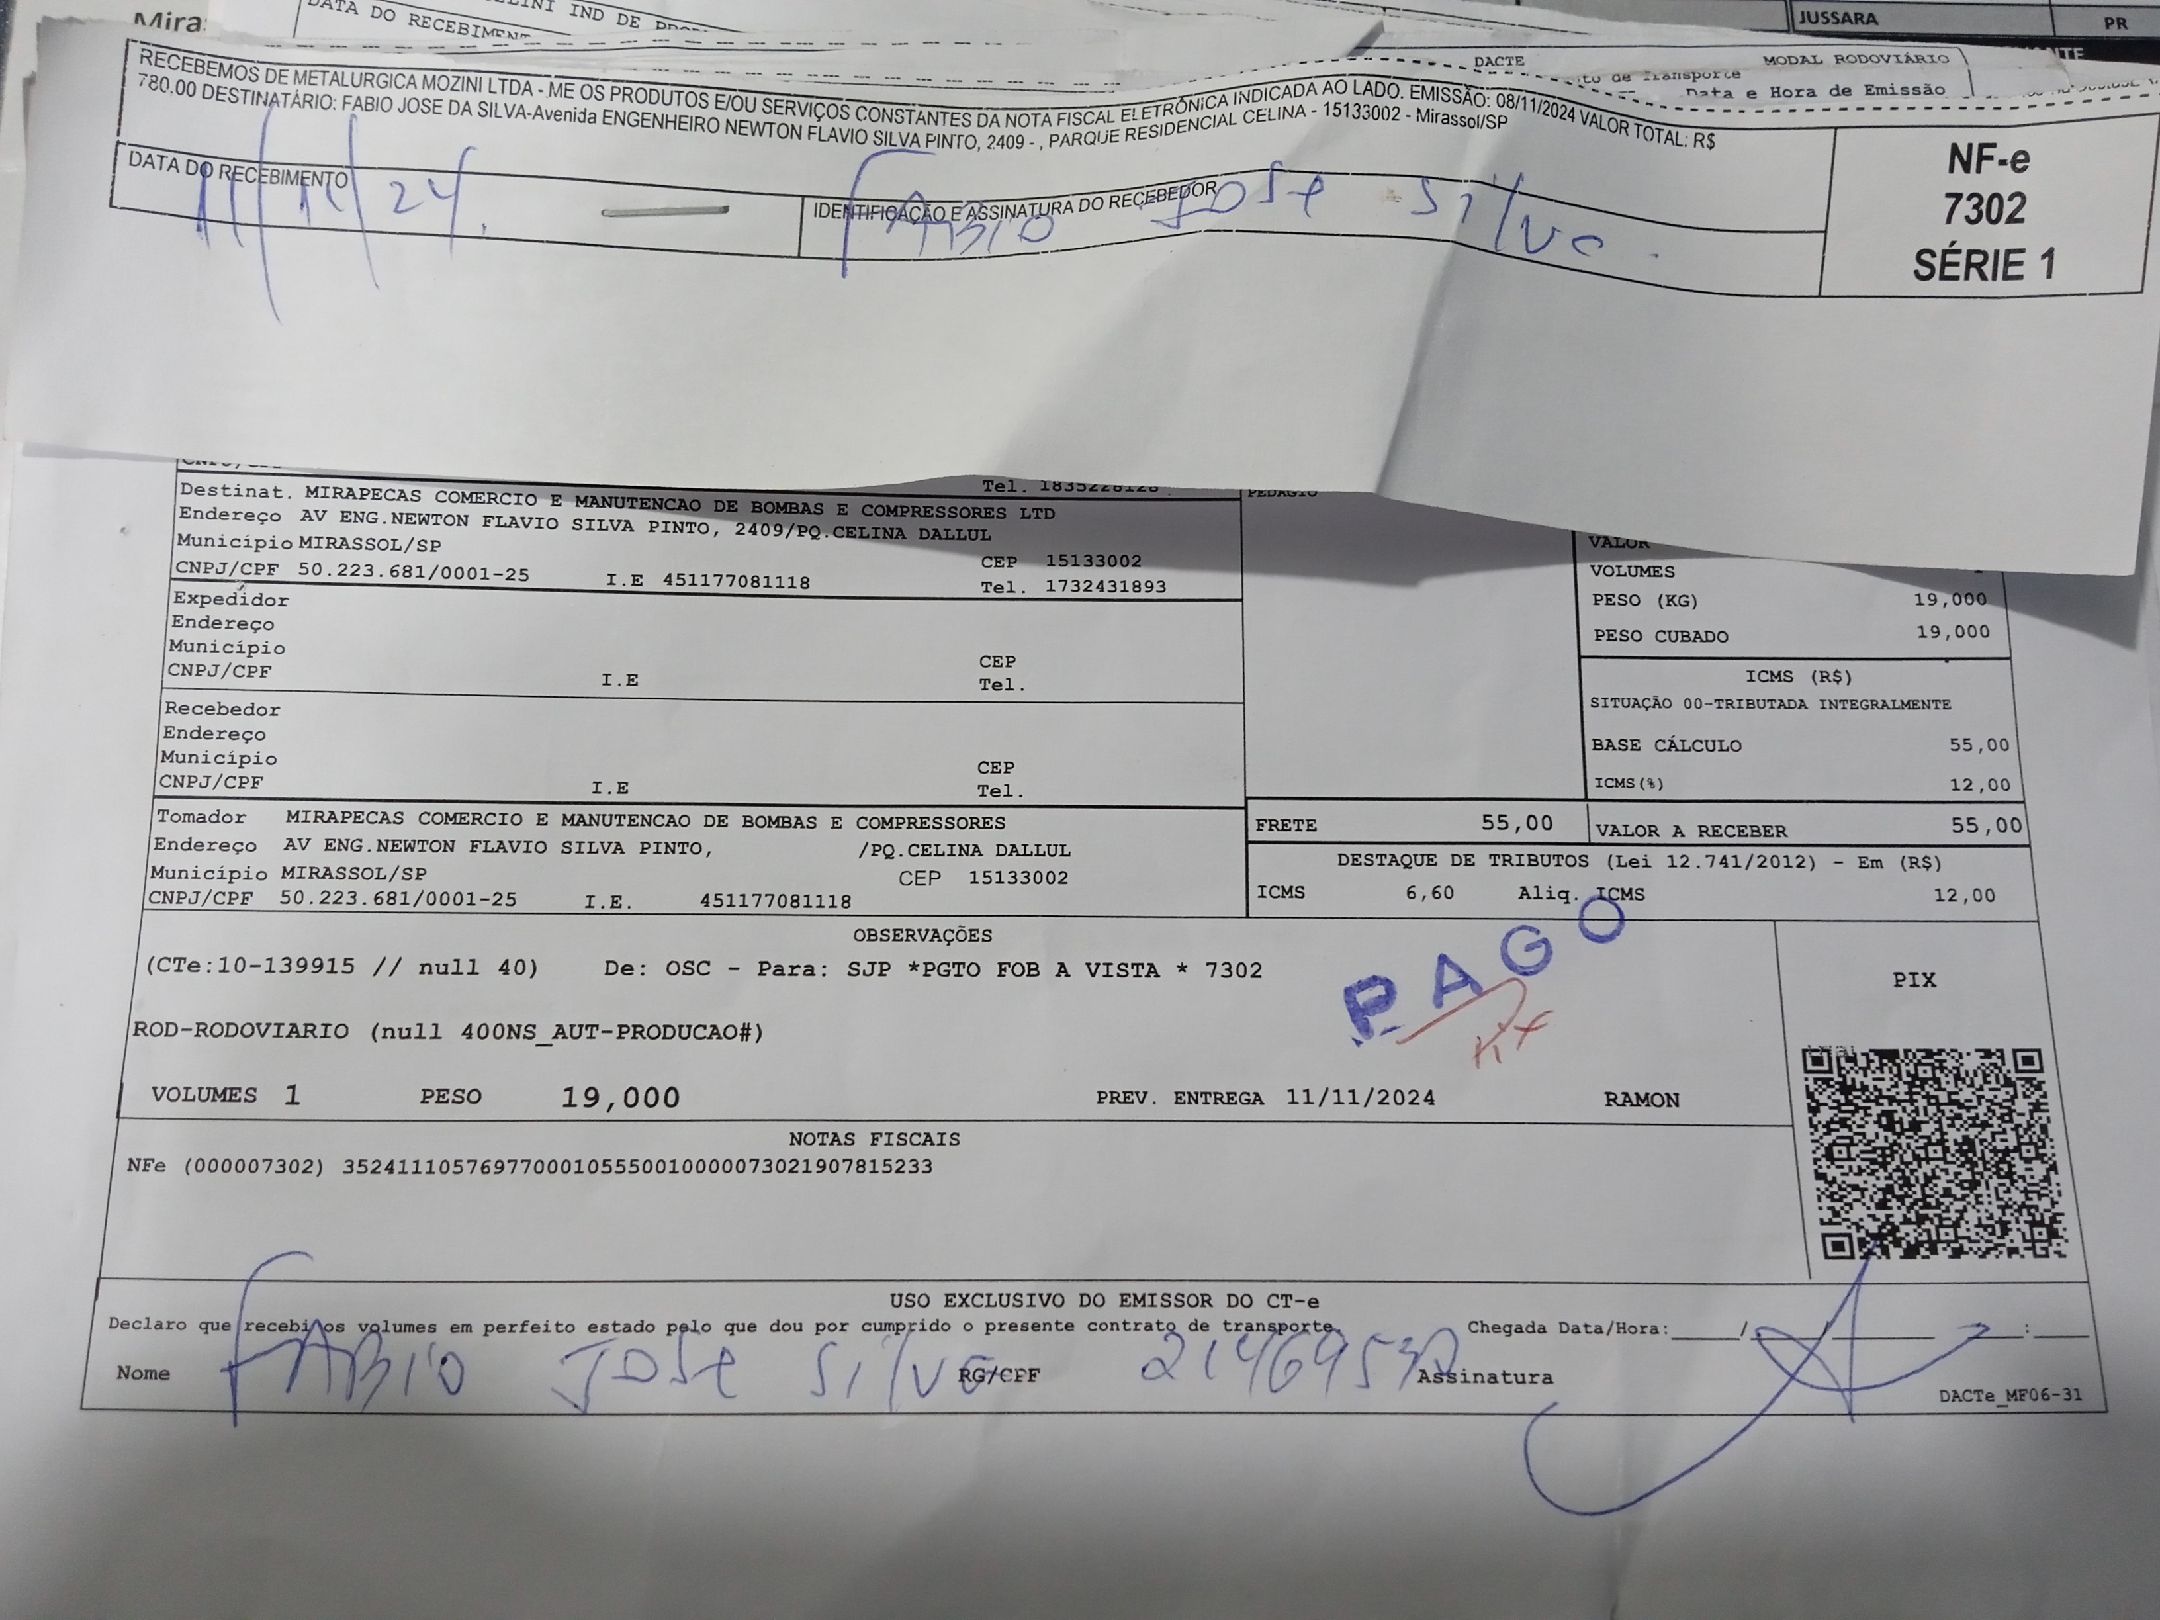 Mira
JUSSARA PR
DATA DO RECEBIMENT
IND DE
DACTE MODAL RODOVIÁRIO
de Transporte
Data e Hora de Emissão
RECEBEMOS DE METALURGICA MOZINI LTDA - ME OS PRODUTOS E/OU SERVIÇOS CONSTANTES DA NOTA FISCAL ELETRÔNICA INDICADA AO LADO. EMISSÃO: 08/11/2024 VALOR TOTAL: R$
780.00 DESTINATÁRIO: FABIO JOSE DA SILVA-Avenida ENGENHEIRO NEWTON FLAVIO SILVA PINTO, 2409 - , PARQUE RESIDENCIAL CELINA - 15133002 - Mirassol/SP
NF-e
7302
SÉRIE 1
DATA DO RECEBIMENTO
11/11/24.
IDENTIFICAÇÃO E ASSINATURA DO RECEBEDOR
FABIO JOSE SILVA
CNPJ/CPF
PEDÁGIO
Destinat. MIRAPECAS COMERCIO E MANUTENCAO DE BOMBAS E COMPRESSORES LTD
Endereço AV ENG.NEWTON FLAVIO SILVA PINTO, 2409/PQ.CELINA DALLUL
Município MIRASSOL/SP CEP 15133002
CNPJ/CPF 50.223.681/0001-25 I.E 451177081118 Tel. 1732431893
Expedidor
Endereço
Município CEP
CNPJ/CPF I.E Tel.
Recebedor
Endereço
Município CEP
CNPJ/CPF I.E Tel.
Tomador MIRAPECAS COMERCIO E MANUTENCAO DE BOMBAS E COMPRESSORES
Endereço AV ENG.NEWTON FLAVIO SILVA PINTO, /PQ.CELINA DALLUL
Município MIRASSOL/SP CEP 15133002
CNPJ/CPF 50.223.681/0001-25 I.E. 451177081118
VALOR
VOLUMES
PESO (KG) 19,000
PESO CUBADO 19,000
ICMS (R$)
SITUAÇÃO 00-TRIBUTADA INTEGRALMENTE
BASE CÁLCULO 55,00
ICMS(%) 12,00
FRETE 55,00 VALOR A RECEBER 55,00
DESTAQUE DE TRIBUTOS (Lei 12.741/2012) - Em (R$)
ICMS 6,60 Aliq. ICMS 12,00
OBSERVAÇÕES
(CTe:10-139915 // null 40) De: OSC - Para: SJP *PGTO FOB A VISTA * 7302
PAGO
PIX
ROD-RODOVIARIO (null 400NS_AUT-PRODUCAO#)
VOLUMES 1 PESO 19,000 PREV. ENTREGA 11/11/2024 RAMON
NOTAS FISCAIS
NFe (000007302) 35241110576977000105550010000073021907815233
USO EXCLUSIVO DO EMISSOR DO CT-e
Declaro que recebi os volumes em perfeito estado pelo que dou por cumprido o presente contrato de transporte. Chegada Data/Hora:_____/_____ _____:_____
Nome FABIO JOSE SILVA RG/CPF Assinatura
DACTe_MF06-31